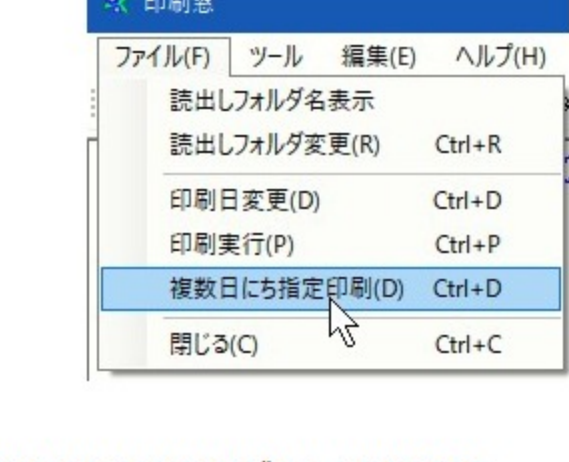 印刷窓
ファイル(F) ツール 編集(E) ヘルプ(H)
読出しフォルダ名表示
読出しフォルダ変更(R) Ctrl+R
印刷日変更(D) Ctrl+D
印刷実行(P) Ctrl+P
複数日にち指定印刷(D) Ctrl+D
閉じる(C) Ctrl+C